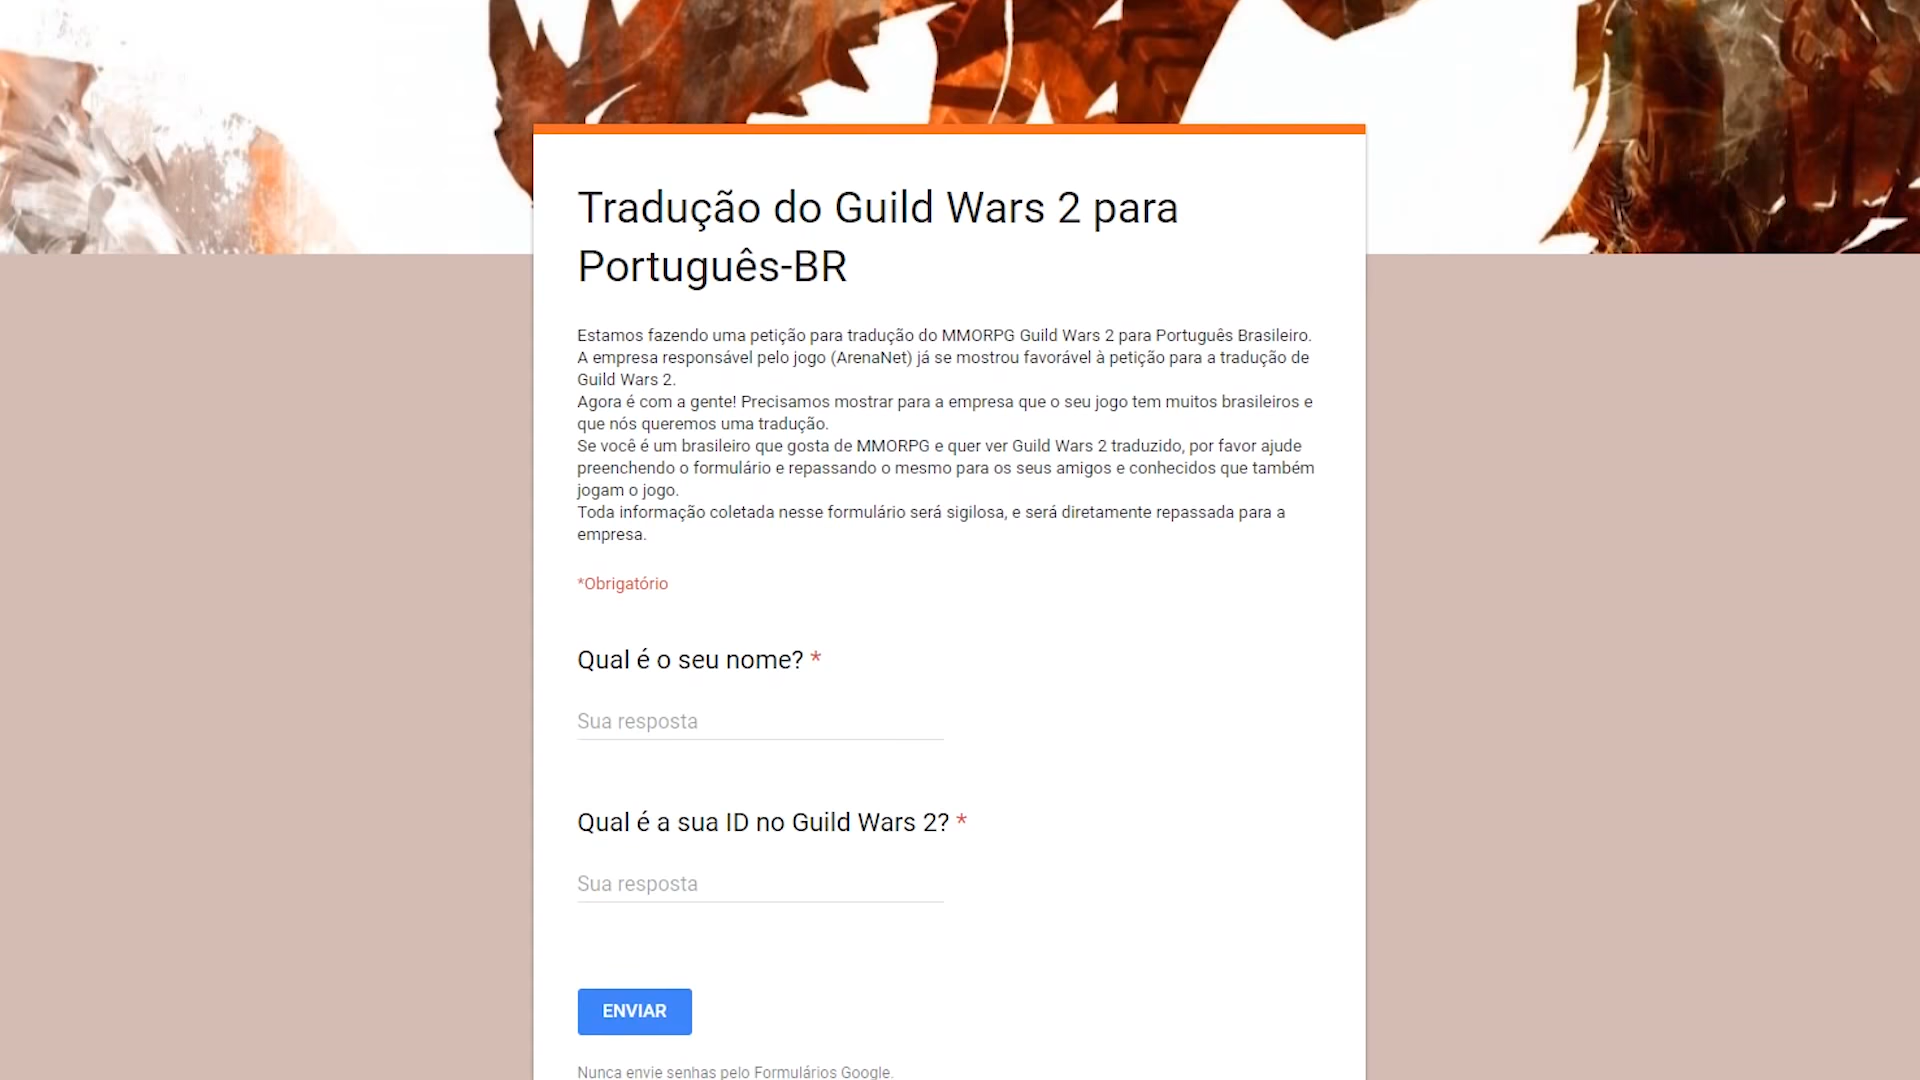 Tradução do Guild Wars 2 para
Português-BR
Estamos fazendo uma petição para tradução do MMORPG Guild Wars 2 para Português Brasileiro.
A empresa responsável pelo jogo (ArenaNet) já se mostrou favorável à petição para a tradução de
Guild Wars 2.
Agora é com a gente! Precisamos mostrar para a empresa que o seu jogo tem muitos brasileiros e
que nós queremos uma tradução.
Se você é um brasileiro que gosta de MMORPG e quer ver Guild Wars 2 traduzido, por favor ajude
preenchendo o formulário e repassando o mesmo para os seus amigos e conhecidos que também
jogam o jogo.
Toda informação coletada nesse formulário será sigilosa, e será diretamente repassada para a
empresa.
*Obrigatório
Qual é o seu nome? *
Sua resposta
Qual é a sua ID no Guild Wars 2? *
Sua resposta
ENVIAR
Nunca envie senhas pelo Formulários Google.